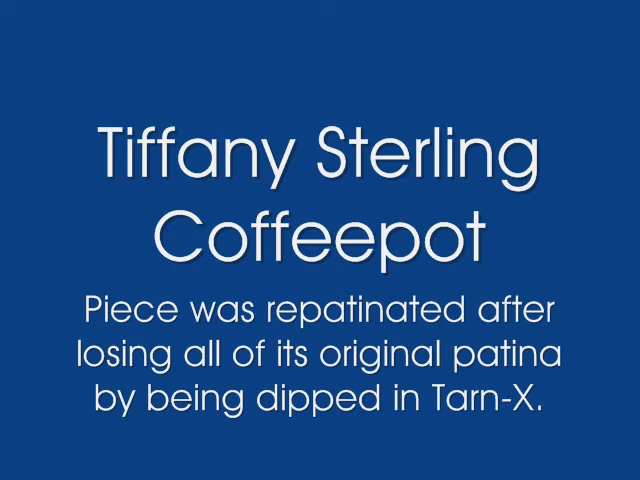 Tiffany Sterling
Coffeepot
Piece was repatinated after
losing all of its original patina
by being dipped in Tarn-X.